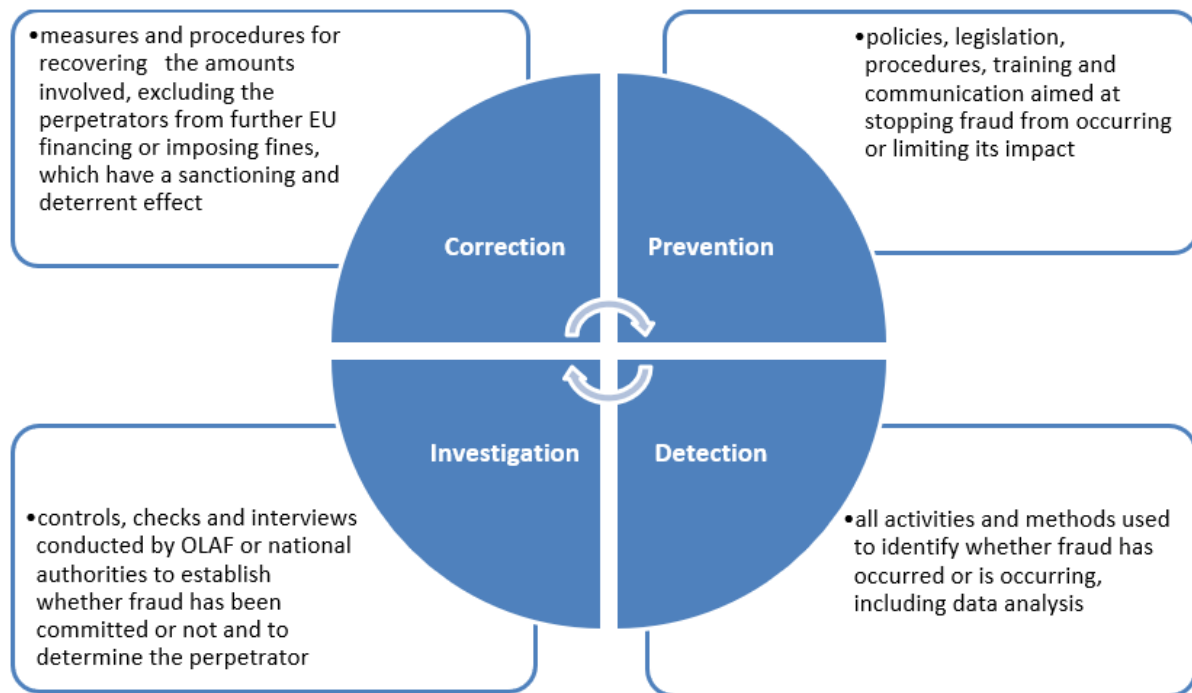 •measures and procedures for
recovering the amounts
involved, excluding the
perpetrators from further EU
financing or imposing fines,
which have a sanctioning and
deterrent effect
•policies, legislation,
procedures, training and
communication aimed at
stopping fraud from occurring
or limiting its impact
Correction
Prevention
Investigation
Detection
•controls, checks and interviews
conducted by OLAF or national
authorities to establish
whether fraud has been
committed or not and to
determine the perpetrator
•all activities and methods used
to identify whether fraud has
occurred or is occurring,
including data analysis